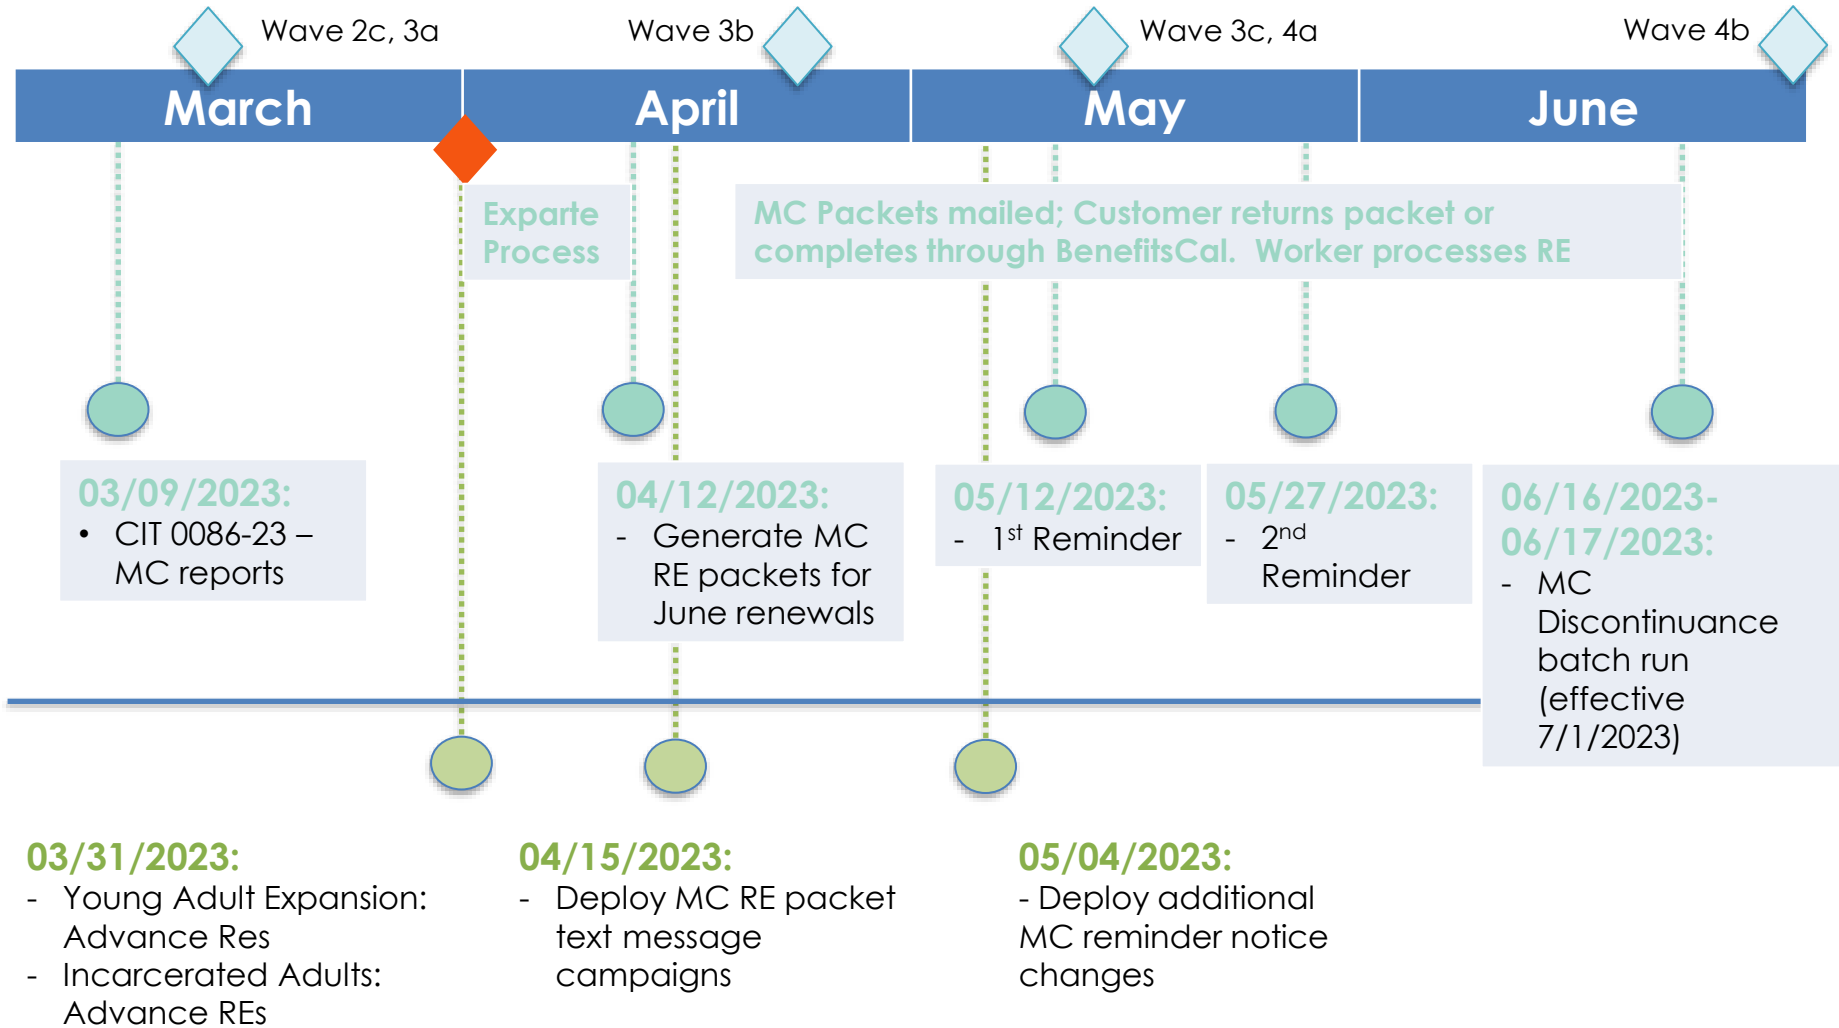 Wave 2c, 3a
Wave 3b
Wave 3c, 4a
Wave 4b
March
April
May
June
Exparte
Process
MC Packets mailed; Customer returns packet or
completes through BenefitsCal.  Worker processes RE
03/09/2023:
• CIT 0086-23 –
MC reports
04/12/2023:
- Generate MC
RE packets for
June renewals
05/12/2023:
- 1st Reminder
05/27/2023:
- 2nd
Reminder
06/16/2023-
06/17/2023:
- MC
Discontinuance
batch run
(effective
7/1/2023)
03/31/2023:
- Young Adult Expansion:
Advance Res
- Incarcerated Adults:
Advance REs
04/15/2023:
- Deploy MC RE packet
text message
campaigns
05/04/2023:
- Deploy additional
MC reminder notice
changes